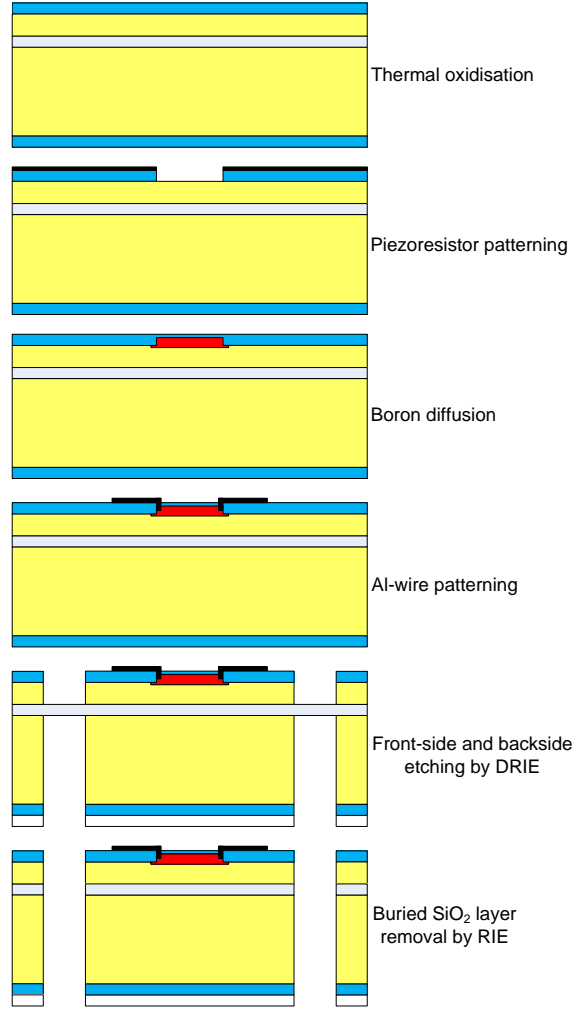 Thermal oxidisation
Piezoresistor patterning
Boron diffusion
Al-wire patterning
Front-side and backside
etching by DRIE
Buried SiO₂ layer
removal by RIE